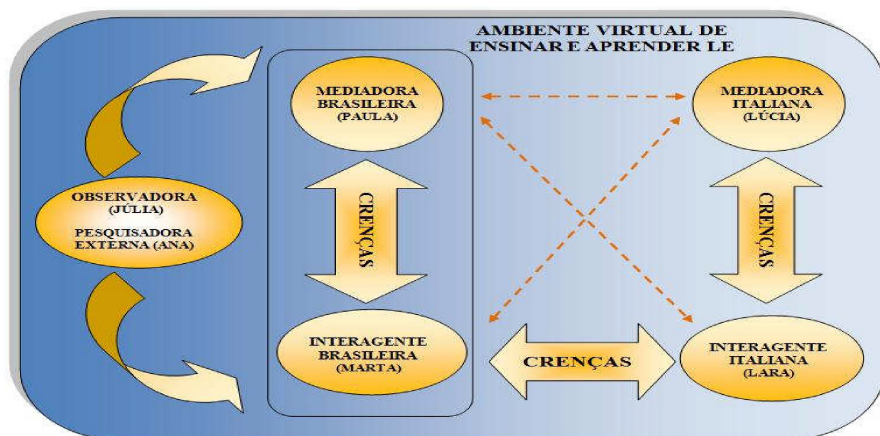 AMBIENTE VIRTUAL DE
ENSINAR E APRENDER LE
MEDIADORA
BRASILEIRA
(PAULA)
MEDIADORA
ITALIANA
(LÚCIA)
OBSERVADORA
(JÚLIA)
PESQUISADORA
EXTERNA (ANA)
CRENÇAS
CRENÇAS
INTERAGENTE
BRASILEIRA
(MARTA)
CRENÇAS
INTERAGENTE
ITALIANA
(LARA)